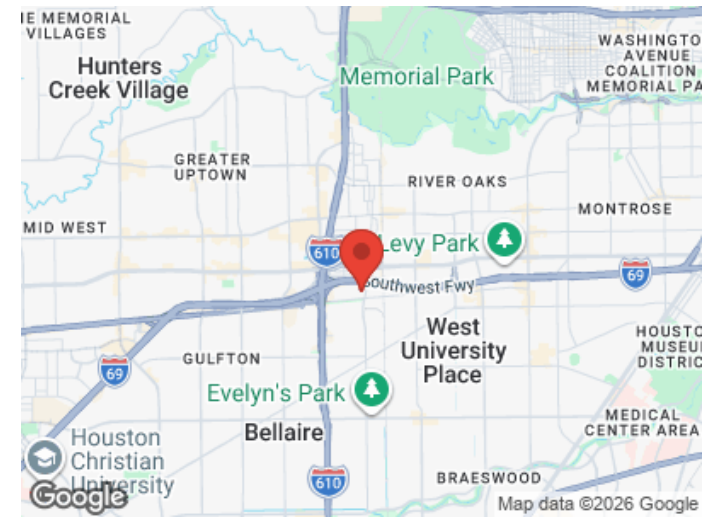 HE MEMORIAL
VILLAGES
Hunters
Creek Village
Memorial Park
WASHINGTO
AVENUE
COALITION
MEMORIAL PA
GREATER
UPTOWN
RIVER OAKS
MONTROSE
MID WEST
610
Levy Park
69
Southwest Fwy
West
University
Place
HOUSTO
MUSEU
DISTRIC
GULFTON
69
Evelyn's Park
Bellaire
MEDICAL
CENTER AREA
Houston
Christian
University
610
BRAESWOOD
Google
Map data ©2026 Google